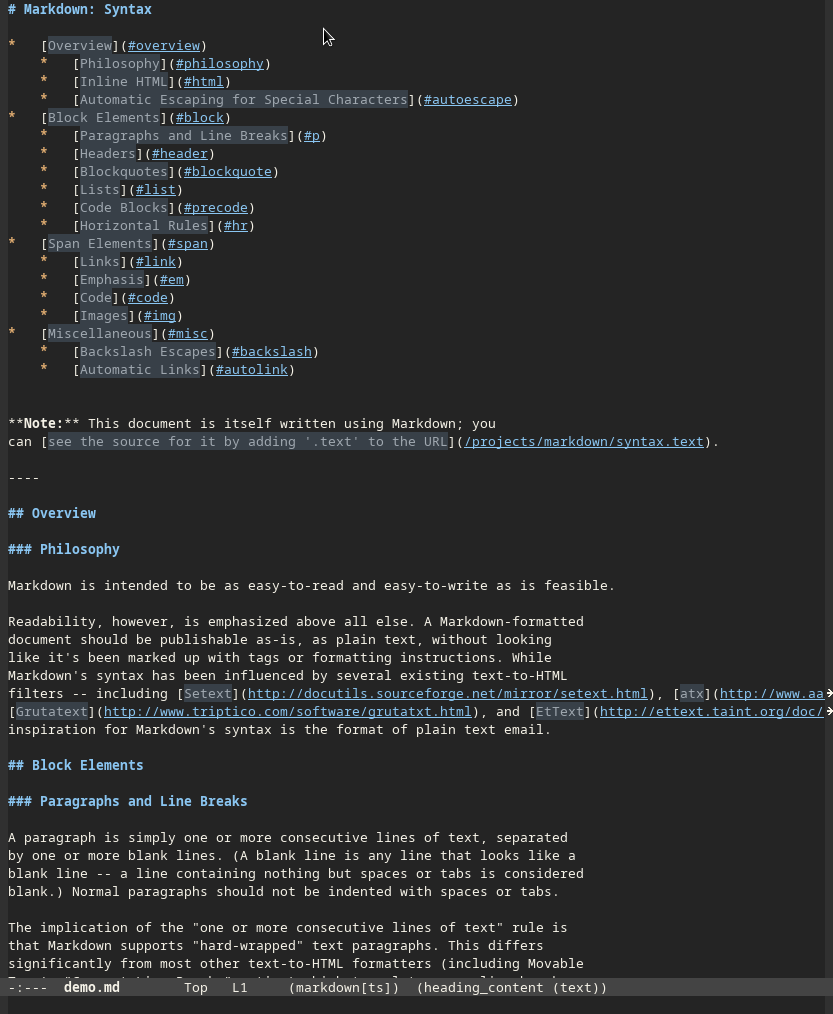 # Markdown: Syntax
*   [Overview](#overview)
    *   [Philosophy](#philosophy)
    *   [Inline HTML](#html)
    *   [Automatic Escaping for Special Characters](#autoescape)
*   [Block Elements](#block)
    *   [Paragraphs and Line Breaks](#p)
    *   [Headers](#header)
    *   [Blockquotes](#blockquote)
    *   [Lists](#list)
    *   [Code Blocks](#precode)
    *   [Horizontal Rules](#hr)
*   [Span Elements](#span)
    *   [Links](#link)
    *   [Emphasis](#em)
    *   [Code](#code)
    *   [Images](#img)
*   [Miscellaneous](#misc)
    *   [Backslash Escapes](#backslash)
    *   [Automatic Links](#autolink)
**Note:** This document is itself written using Markdown; you
can [see the source for it by adding '.text' to the URL](/projects/markdown/syntax.text).
----
## Overview
### Philosophy
Markdown is intended to be as easy-to-read and easy-to-write as is feasible.
Readability, however, is emphasized above all else. A Markdown-formatted
document should be publishable as-is, as plain text, without looking
like it's been marked up with tags or formatting instructions. While
Markdown's syntax has been influenced by several existing text-to-HTML
filters -- including [Setext](http://docutils.sourceforge.net/mirror/setext.html), [atx](http://www.aa
[Grutatext](http://www.triptico.com/software/grutatxt.html), and [EtText](http://ettext.taint.org/doc/
inspiration for Markdown's syntax is the format of plain text email.
## Block Elements
### Paragraphs and Line Breaks
A paragraph is simply one or more consecutive lines of text, separated
by one or more blank lines. (A blank line is any line that looks like a
blank line -- a line containing nothing but spaces or tabs is considered
blank.) Normal paragraphs should not be indented with spaces or tabs.
The implication of the "one or more consecutive lines of text" rule is
that Markdown supports "hard-wrapped" text paragraphs. This differs
significantly from most other text-to-HTML formatters (including Movable
-:---  demo.md        Top   L1     (markdown[ts])  (heading_content (text))